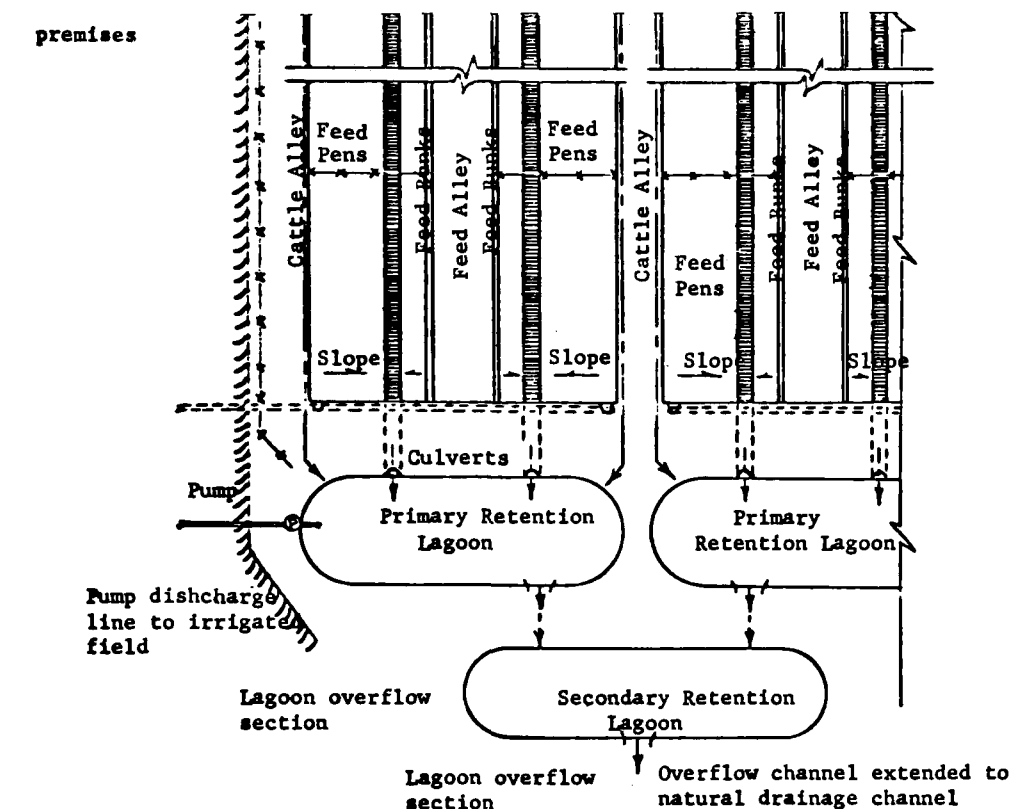 premises
Feed
Pens
Feed
Pens
Cattle Alley
Feed Bunks
Feed Alley
Feed Bunks
Cattle Alley
Feed
Pens
Feed Bunks
Feed Alley
Feed Bunks
Slope
Slope
Slope
Slope
Culverts
Pump
P
Primary Retention
Lagoon
Primary
Retention Lagoon
Pump dishcharge
line to irrigated
field
Lagoon overflow
section
Secondary Retention
Lagoon
Lagoon overflow
section
Overflow channel extended to
natural drainage channel